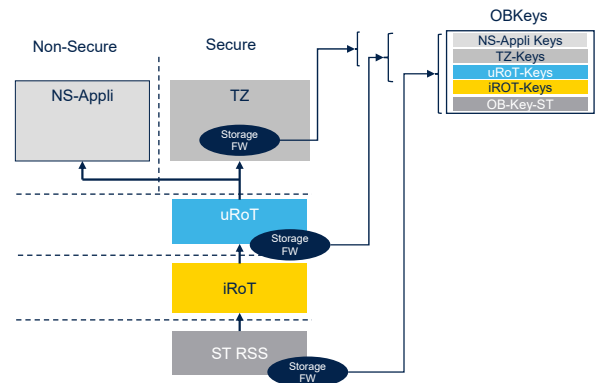 OBKeys
Non-Secure
Secure
NS-Appli Keys
TZ-Keys
uRoT-Keys
iROT-Keys
OB-Key-ST
NS-Appli
TZ
Storage
FW
uRoT
Storage
FW
iRoT
ST RSS
Storage
FW